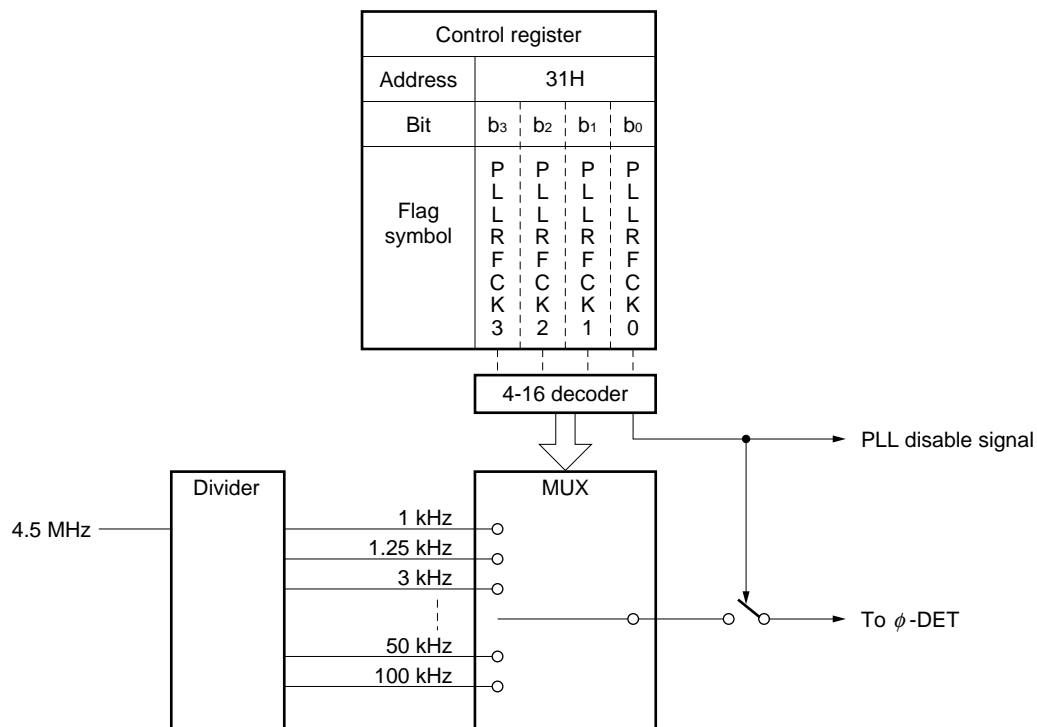 Control register
Address 31H
Bit b3 b2 b1 b0
Flag symbol PLLRFCK3 PLLRFCK2 PLLRFCK1 PLLRFCK0
4-16 decoder
PLL disable signal
Divider
MUX
4.5 MHz
1 kHz
1.25 kHz
3 kHz
50 kHz
100 kHz
To ϕ-DET